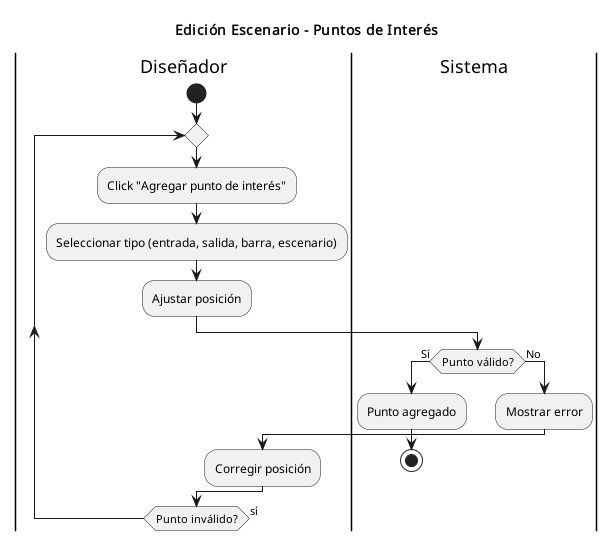 Edición Escenario - Puntos de Interés
Diseñador
Sistema
Click "Agregar punto de interés"
Seleccionar tipo (entrada, salida, barra, escenario)
Ajustar posición
Sí
Punto válido?
No
Punto agregado
Mostrar error
Corregir posición
Punto inválido?
sí